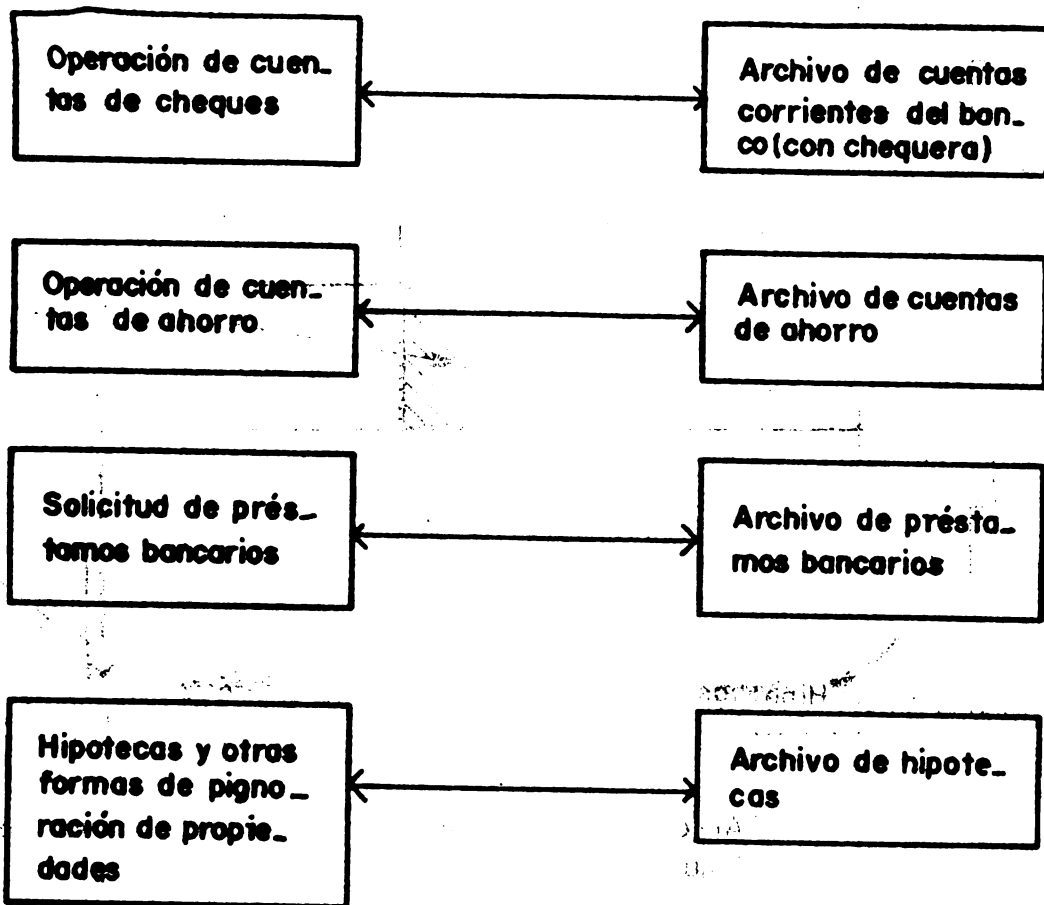 Operación de cuen_
tas de cheques
Archivo de cuentas
corrientes del ban_
co (con chequera)
Operación de cuen_
tas de ahorro
Archivo de cuentas
de ahorro
Solicitud de prés_
tamos bancarios
Archivo de présta_
mos bancarios
Hipotecas y otras
formas de pigno_
ración de propie_
dades
Archivo de hipote_
cas